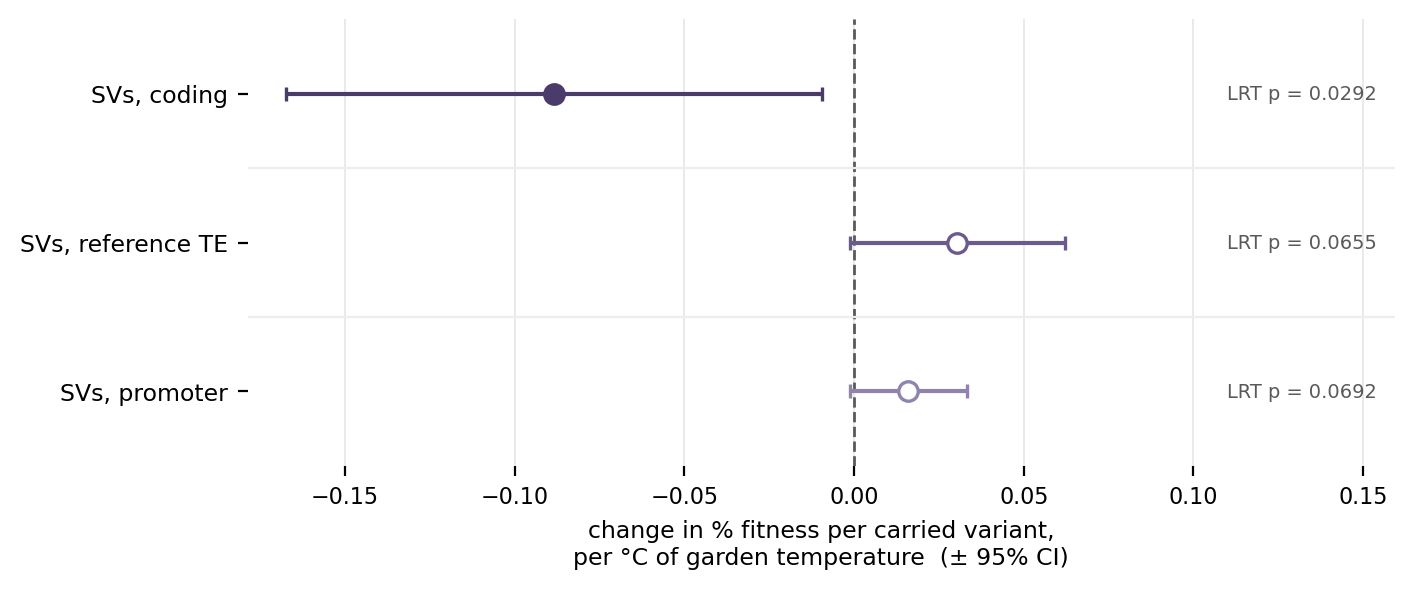 SVs, coding
LRT p = 0.0292
SVs, reference TE
LRT p = 0.0655
SVs, promoter
LRT p = 0.0692
−0.15 −0.10 −0.05 0.00 0.05 0.10 0.15
change in % fitness per carried variant,
per °C of garden temperature (± 95% CI)